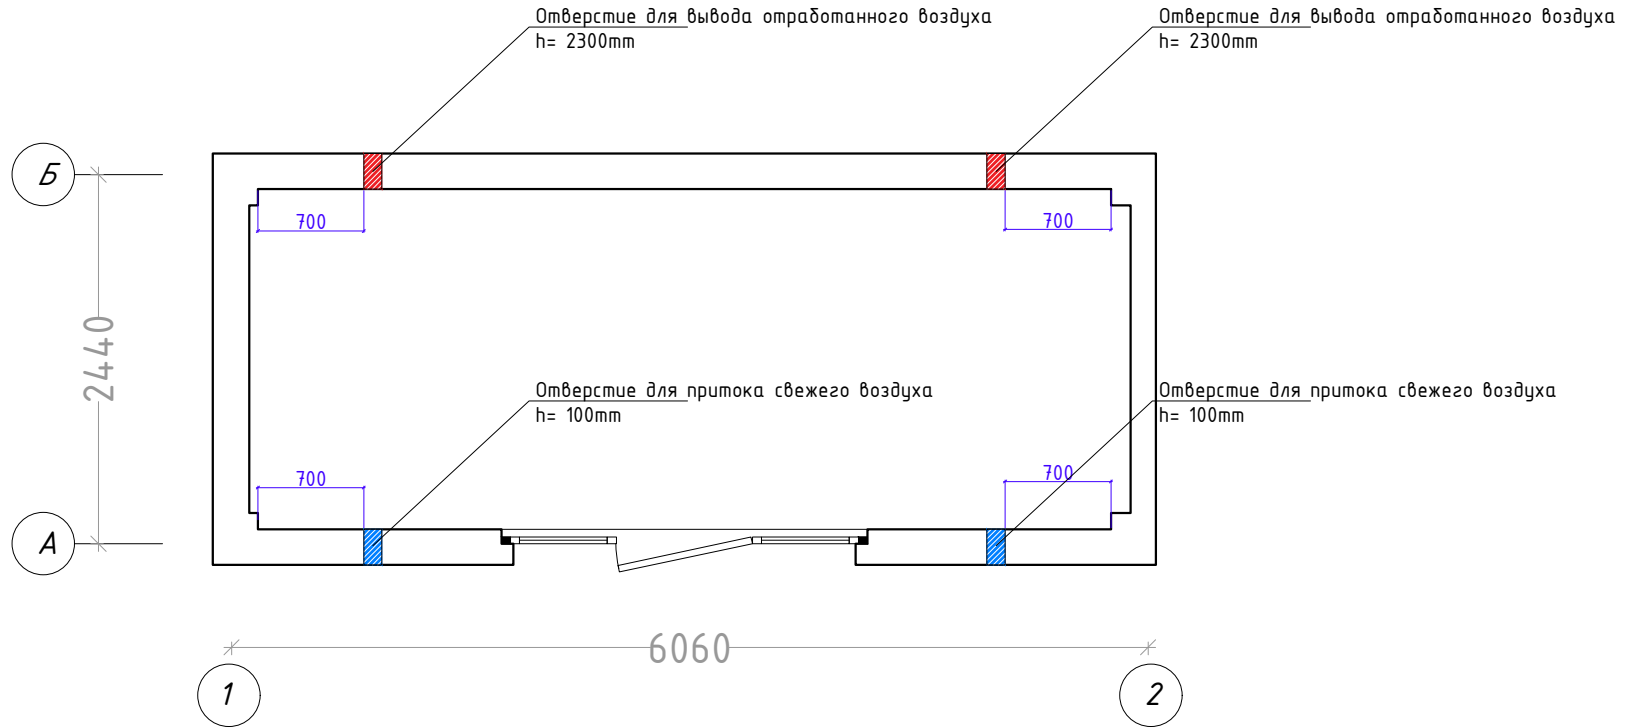 Отверстие для вывода отработанного воздуха
h= 2300mm
Отверстие для вывода отработанного воздуха
h= 2300mm
Б
700
700
2440
Отверстие для притока свежего воздуха
h= 100mm
Отверстие для притока свежего воздуха
h= 100mm
700
700
А
6060
1
2